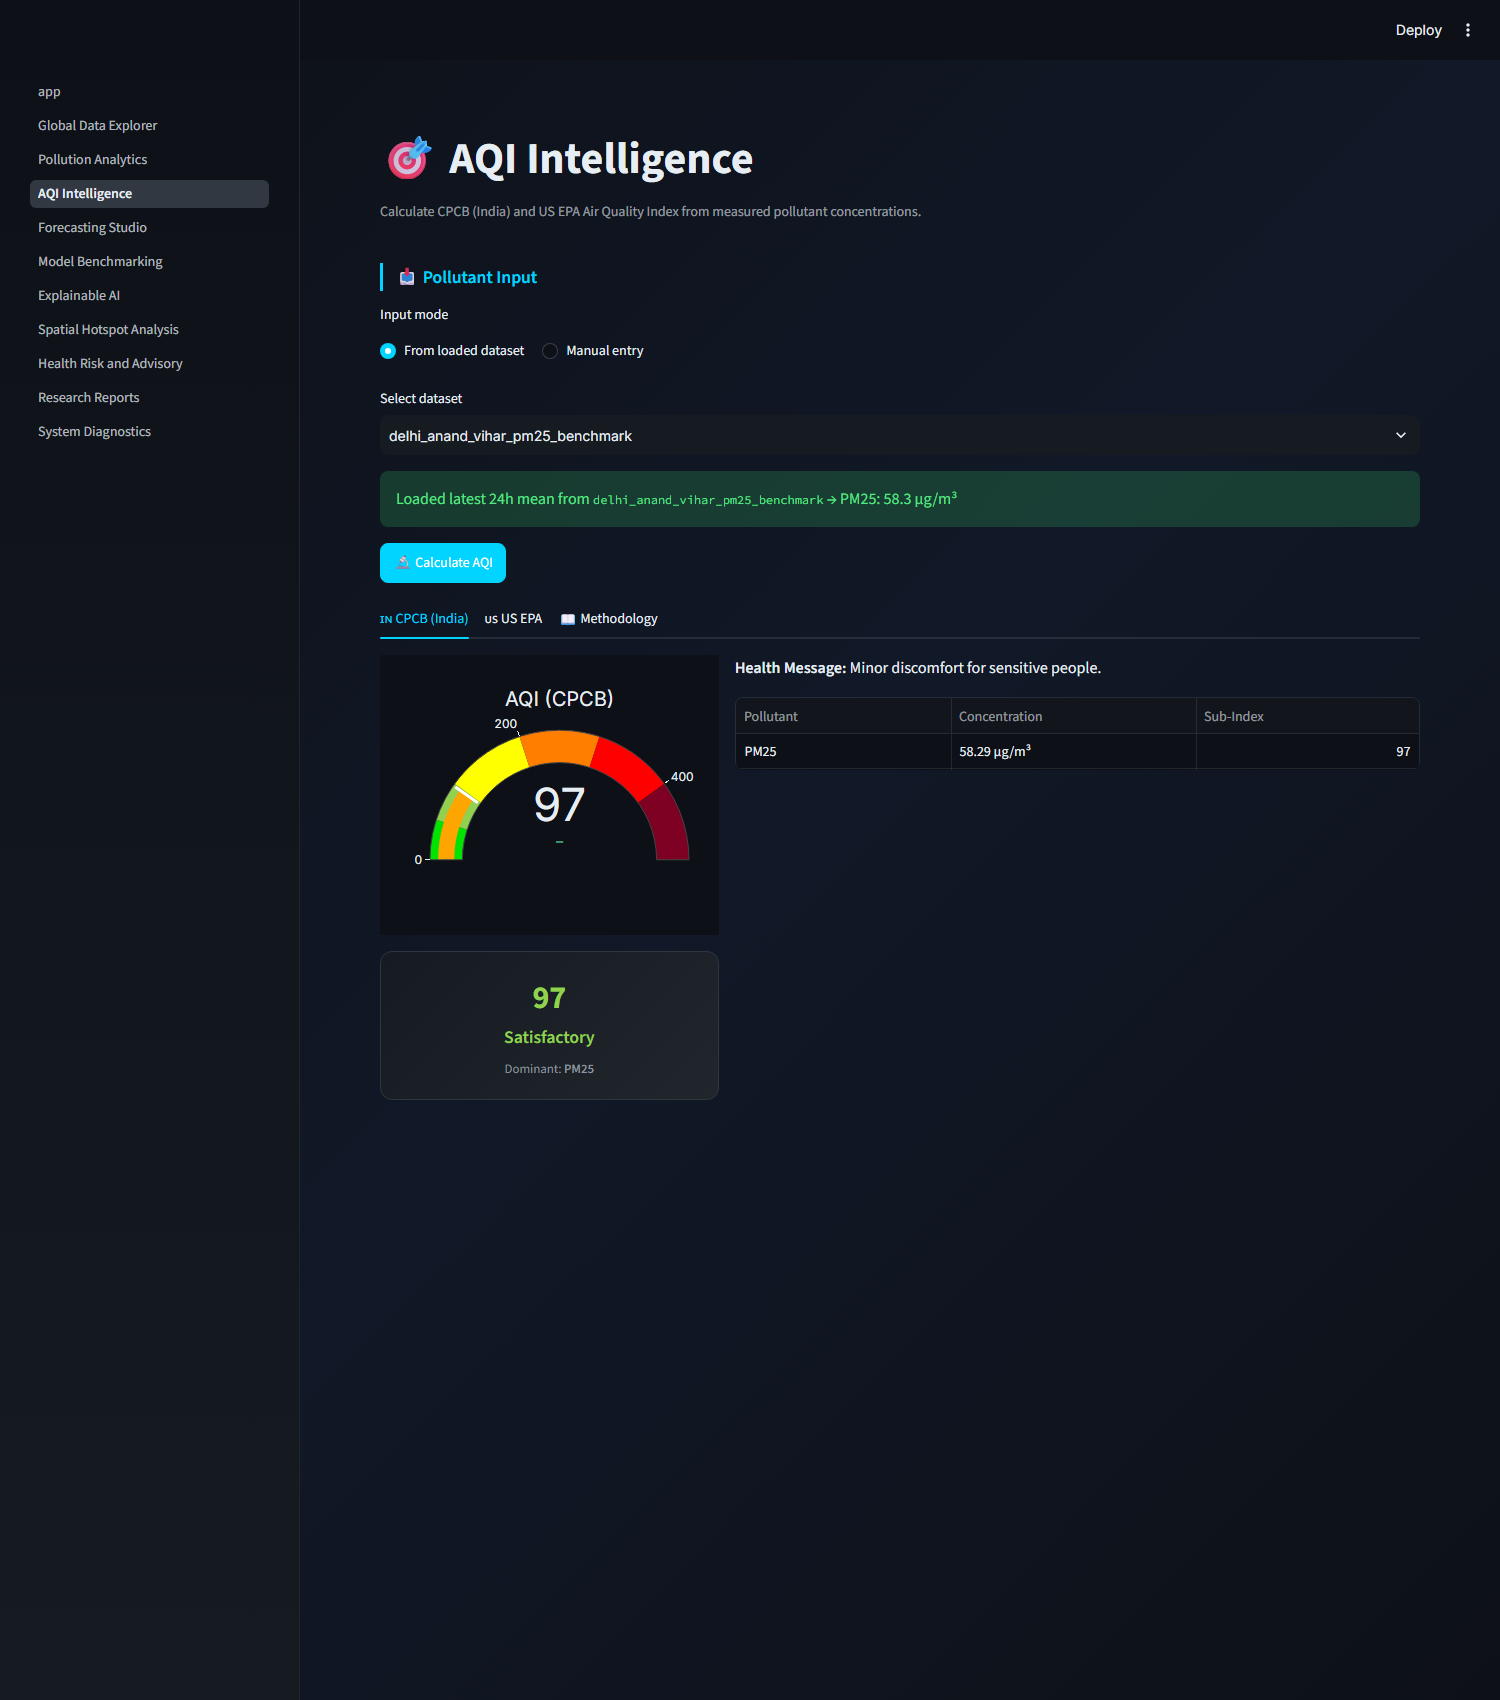 Deploy
app
Global Data Explorer
Pollution Analytics
AQI Intelligence
Forecasting Studio
Model Benchmarking
Explainable AI
Spatial Hotspot Analysis
Health Risk and Advisory
Research Reports
System Diagnostics
AQI Intelligence
Calculate CPCB (India) and US EPA Air Quality Index from measured pollutant concentrations.
Pollutant Input
Input mode
From loaded dataset Manual entry
Select dataset
delhi_anand_vihar_pm25_benchmark
Loaded latest 24h mean from delhi_anand_vihar_pm25_benchmark → PM25: 58.3 µg/m³
Calculate AQI
IN CPCB (India) US US EPA Methodology
AQI (CPCB)
200
400
97
-
0
Health Message: Minor discomfort for sensitive people.
Pollutant Concentration Sub-Index
PM25 58.29 µg/m³ 97
97
Satisfactory
Dominant: PM25